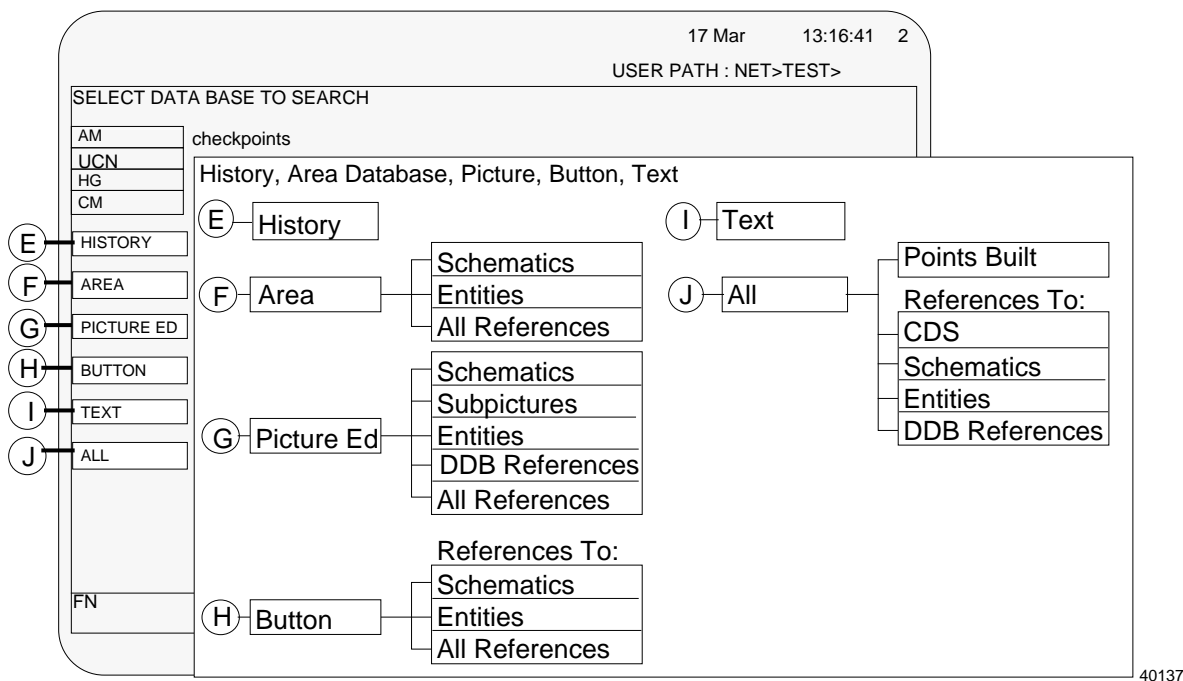 17 Mar 13:16:41 2
USER PATH : NET>TEST>
SELECT DATA BASE TO SEARCH
AM
checkpoints
UCN
HG
CM
E
HISTORY
F
AREA
G
PICTURE ED
H
BUTTON
I
TEXT
J
ALL
FN
History, Area Database, Picture, Button, Text
E
History
F
Area
Schematics
Entities
All References
G
Picture Ed
Schematics
Subpictures
Entities
DDB References
All References
References To:
H
Button
Schematics
Entities
All References
I
Text
J
All
Points Built
References To:
CDS
Schematics
Entities
DDB References
40137